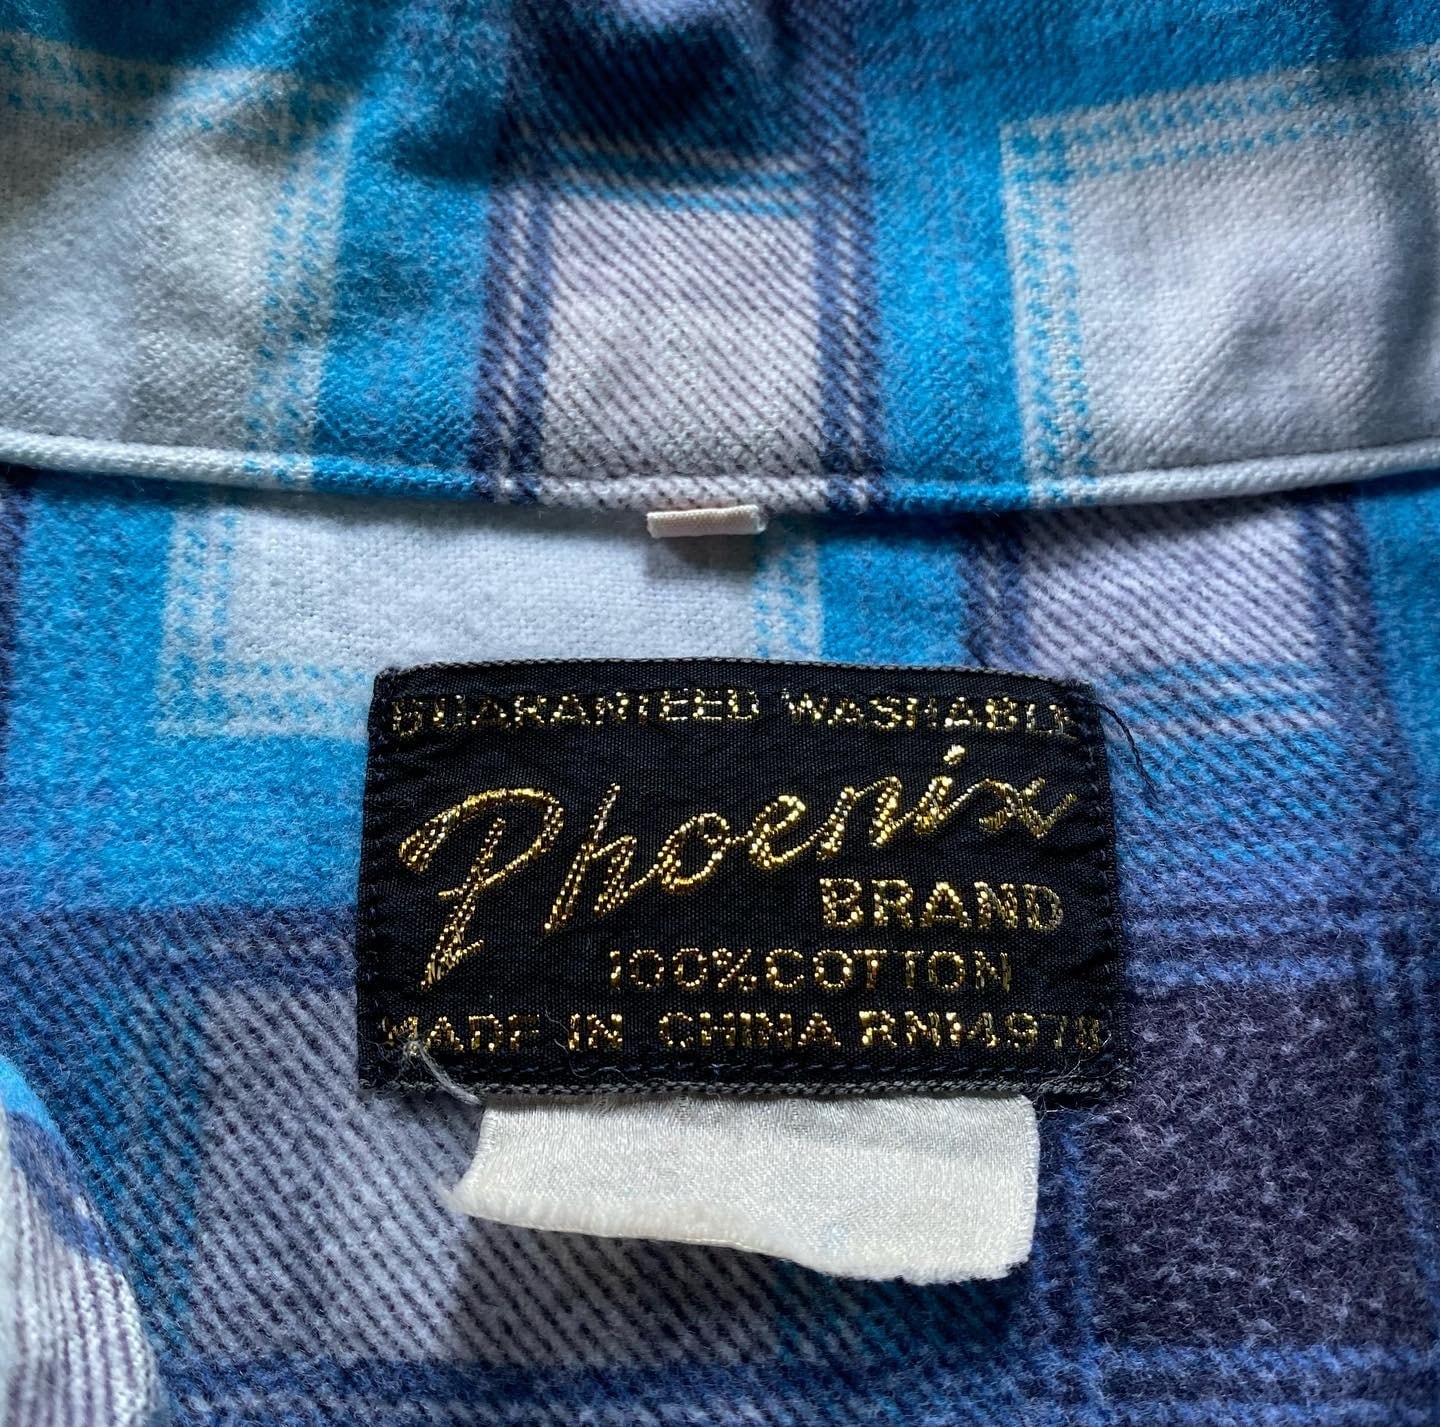 GUARANTEED WASHABLE
Phoenix
BRAND
100% COTTON
MADE IN CHINA RN14978